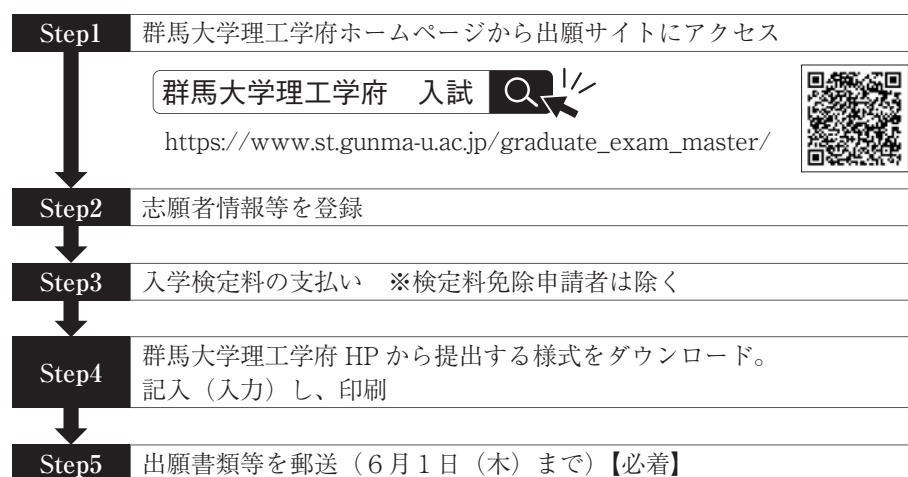 Step1 群馬大学理工学府ホームページから出願サイトにアクセス
群馬大学理工学府　入試
https://www.st.gunma-u.ac.jp/graduate_exam_master/
Step2 志願者情報等を登録
Step3 入学検定料の支払い　※検定料免除申請者は除く
Step4 群馬大学理工学府 HP から提出する様式をダウンロード。
記入（入力）し、印刷
Step5 出願書類等を郵送（６月１日（木）まで）【必着】